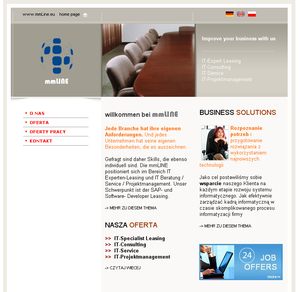 www.mmLine.eu home page
mmLINE
Improve your business with us
IT-Expert Leasing
IT-Consulting
IT-Service
IT-Projektmanagement
O NAS
OFERTA
OFERTY PRACY
KONTAKT
willkommen bei mmLINE
Jede Branche hat ihre eigenen
Anforderungen. Und jedes
Unternehmen hat seine eigenen
Besonderheiten, die es auszeichnen.
Gefragt sind daher Skills, die ebenso
individuell sind. Die mmLINE
positioniert sich im Bereich IT
Experten-Leasing und IT Beratung /
Service / Projektmanagement. Unser
Schwerpunkt ist der SAP- und
Software- Developer Leasing.
-> MEHR ZU DIESEM THEMA
NASZA OFERTA
>> IT-Specialist Leasing
>> IT-Consulting
>> IT-Service
>> IT-Projektmanagement
-> CZYTAJ WIĘCEJ
BUSINESS SOLUTIONS
Rozpoznanie
potrzeb i
przygotowanie
rozwiązania z
wykorzystaniem
najnowszych
technologii.
Jako cel postawiliśmy sobie
wsparcie naszego Klienta na
każdym etapie rozwoju systemu
informatycznego. Jak efektywnie
zarządzać kadrą informatyczną w
czasie skomplikowanego procesu
informatyzacji firmy
-> MEHR ZU DIESEM THEMA
24 JOB
OFFERS